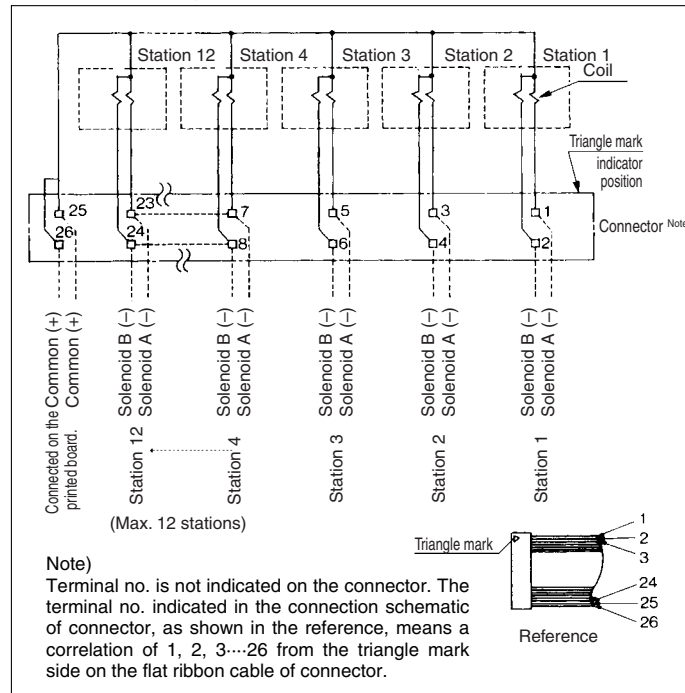 Station 12
Station 4
Station 3
Station 2
Station 1
Coil
Triangle mark
indicator
position
25
26
23
24
7
8
5
6
3
4
1
2
Connector Note)
Connected on the
printed board.
Common (+)
Common (+)
Solenoid B (–)
Solenoid A (–)
Station 12
Solenoid B (–)
Solenoid A (–)
Station 4
Solenoid B (–)
Solenoid A (–)
Station 3
Solenoid B (–)
Solenoid A (–)
Station 2
Solenoid B (–)
Solenoid A (–)
Station 1
(Max. 12 stations)
Triangle mark
1
2
3
24
25
26
Reference
Note)
Terminal no. is not indicated on the connector. The
terminal no. indicated in the connection schematic
of connector, as shown in the reference, means a
correlation of 1, 2, 3····26 from the triangle mark
side on the flat ribbon cable of connector.